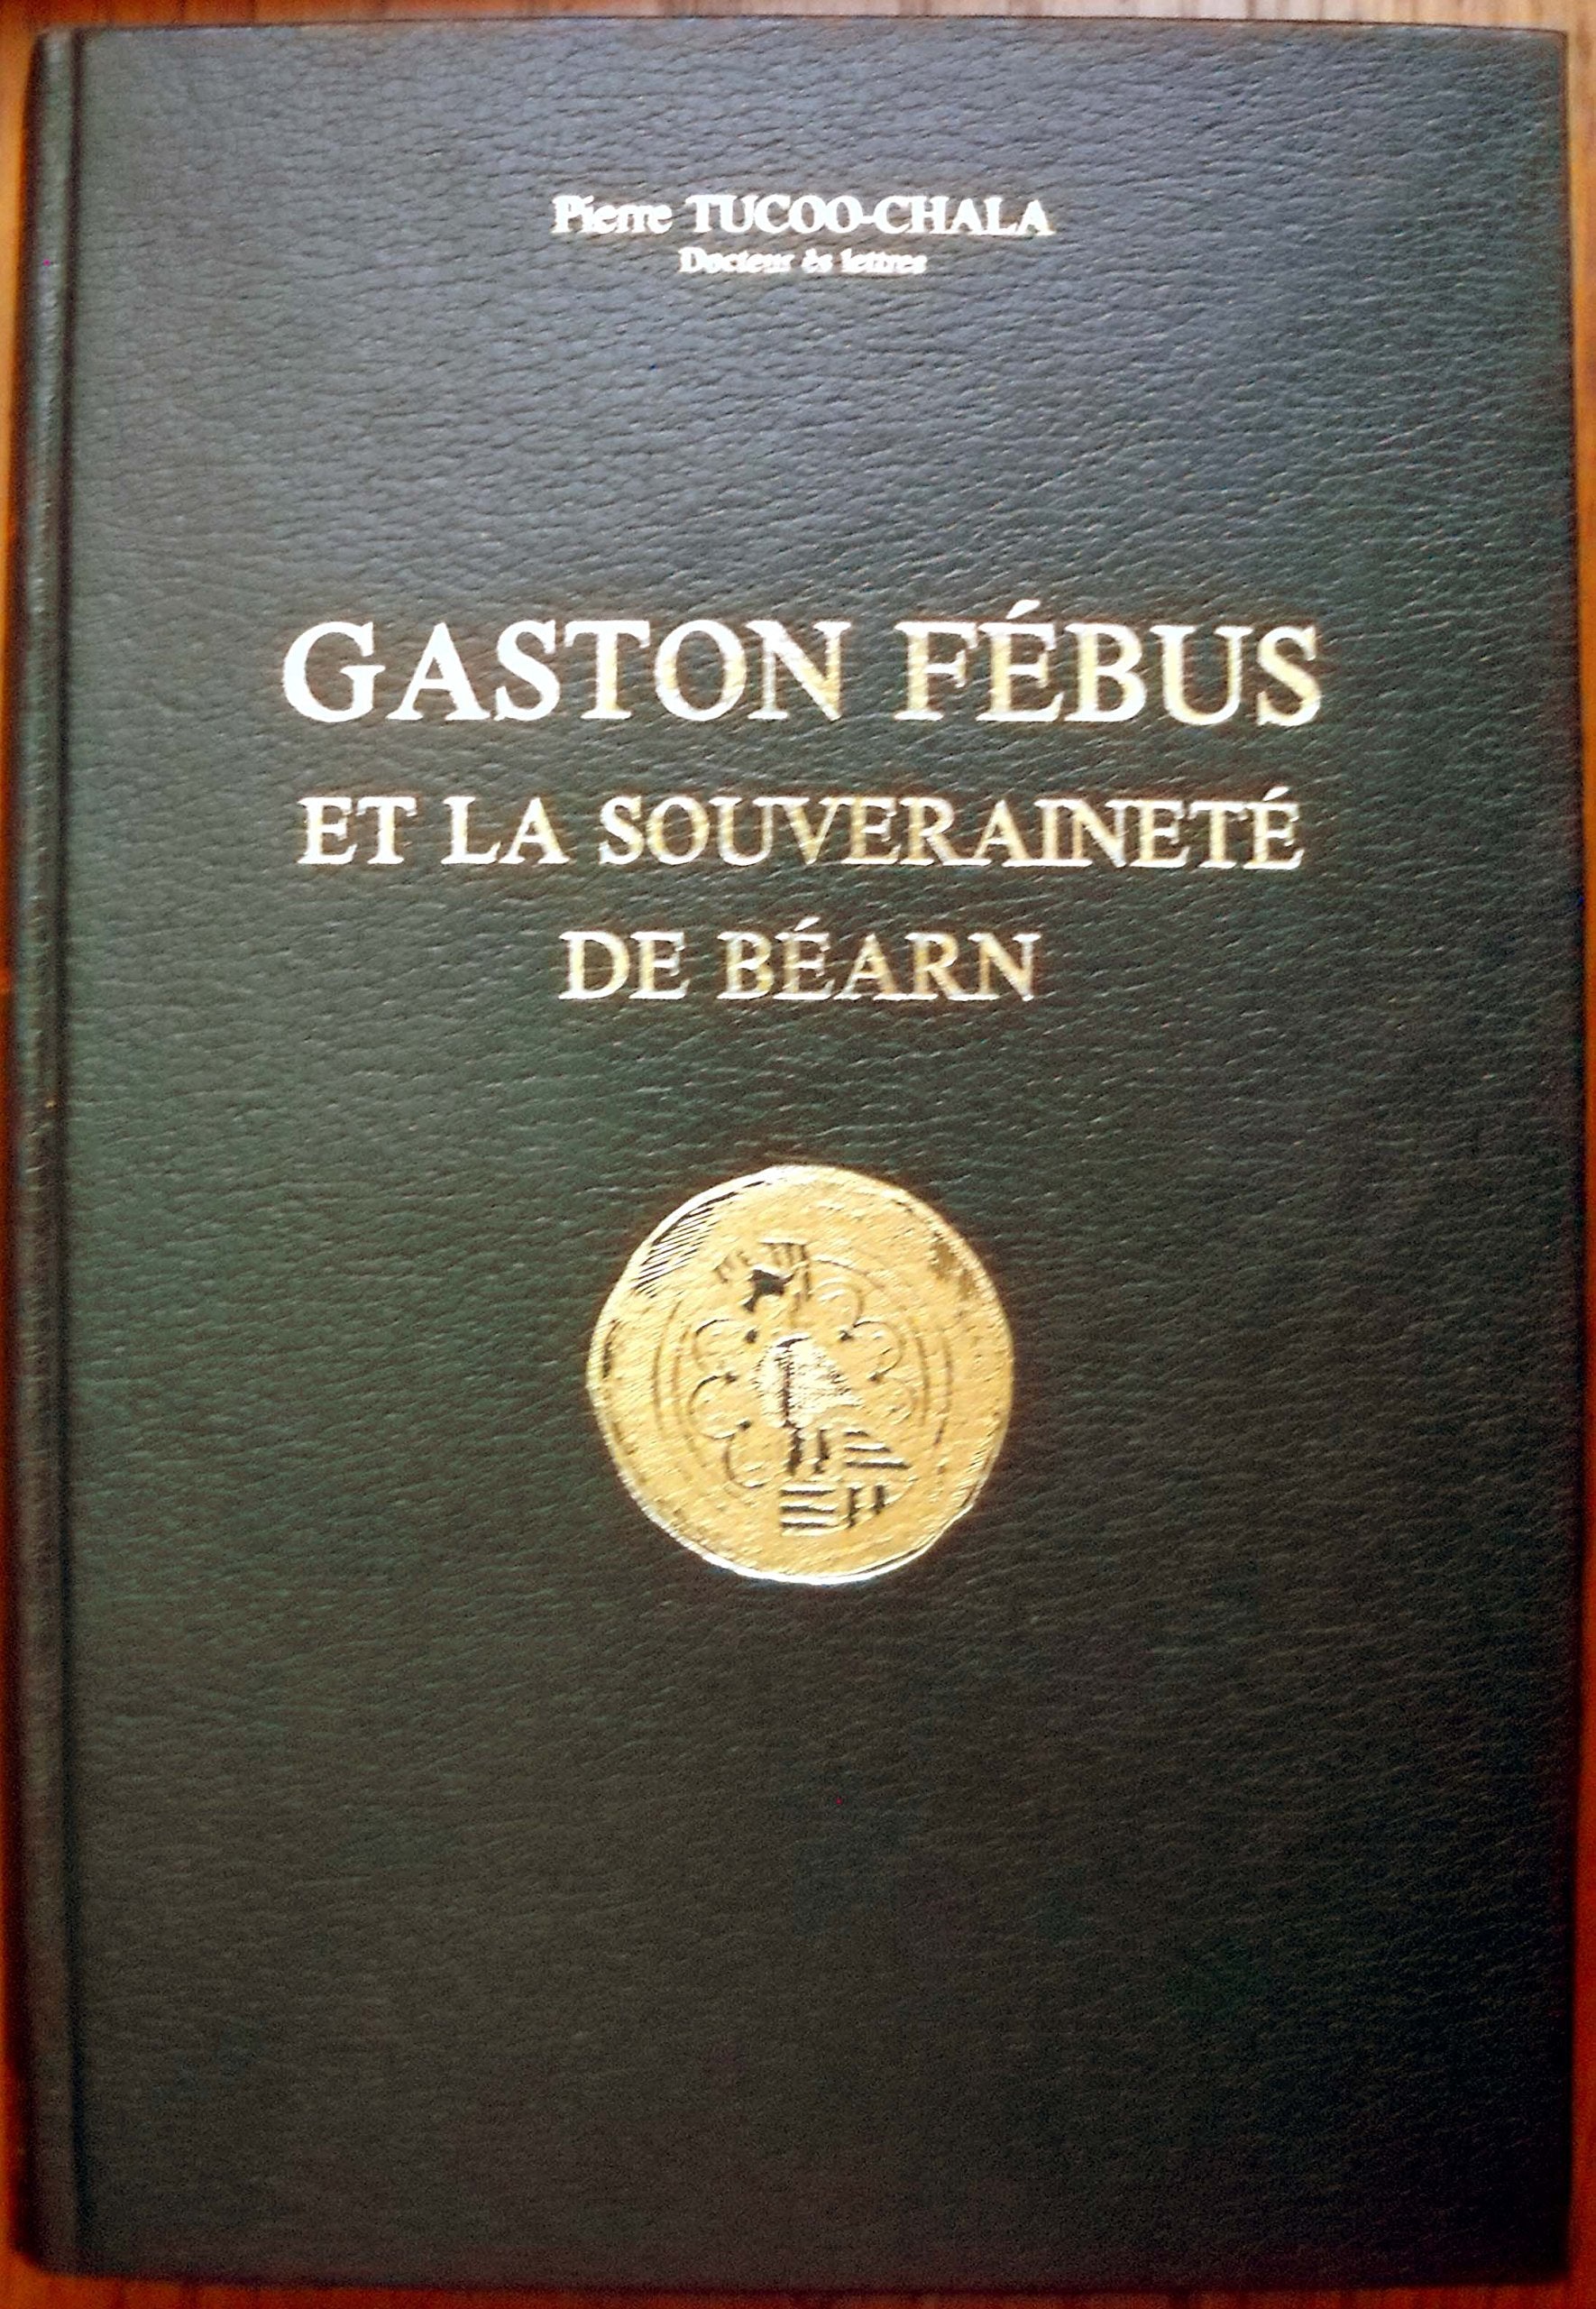 Pierre TUCOO-CHALA
Docteur ès lettres
GASTON FÉBUS
ET LA SOUVERAINETÉ
DE BÉARN